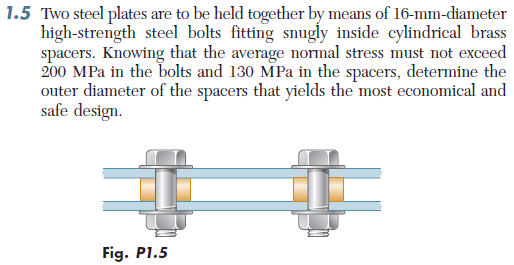 1.5 Two steel plates are to be held together by means of 16-mm-diameter
high-strength steel bolts fitting snugly inside cylindrical brass
spacers. Knowing that the average normal stress must not exceed
200 MPa in the bolts and 130 MPa in the spacers, determine the
outer diameter of the spacers that yields the most economical and
safe design.
Fig. P1.5